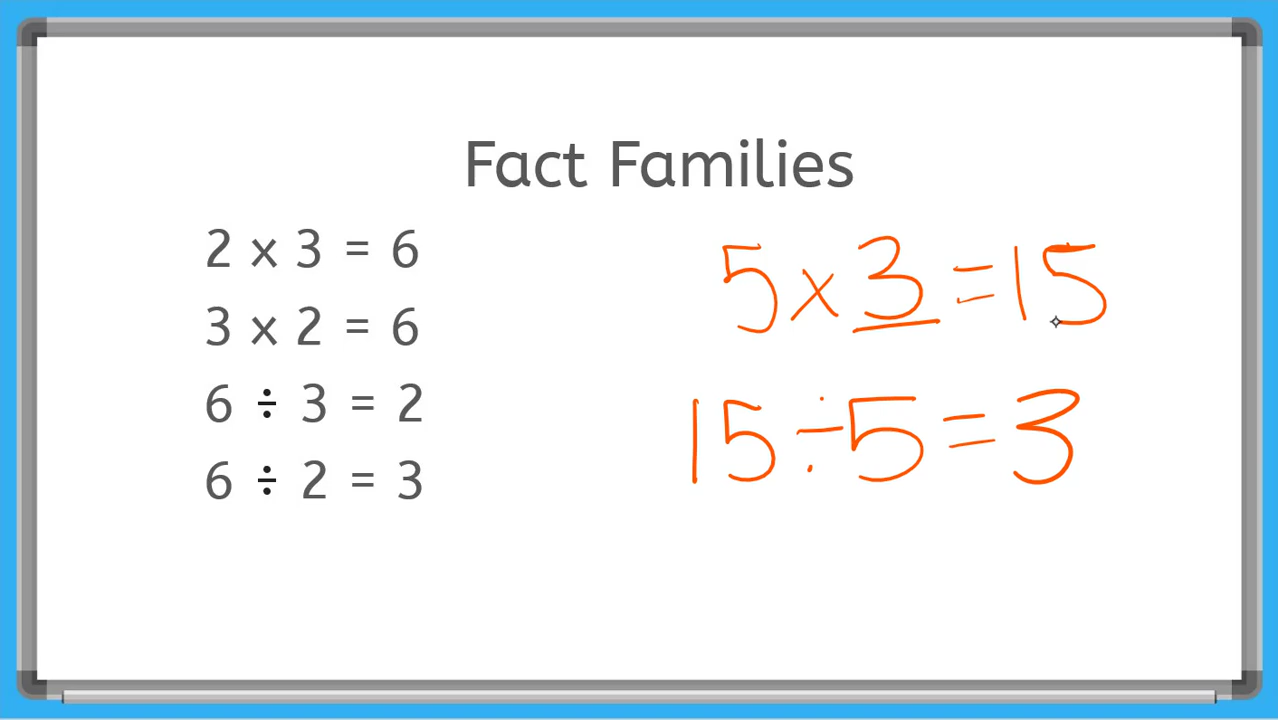 Fact Families
2 x 3 = 6
3 x 2 = 6
6 ÷ 3 = 2
6 ÷ 2 = 3
5 x 3 = 15
15 ÷ 5 = 3